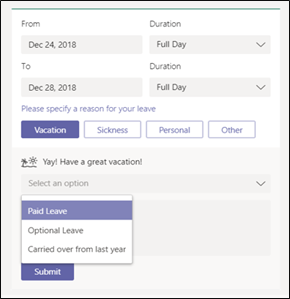 From Duration
Dec 24, 2018 Full Day
To Duration
Dec 28, 2018 Full Day
Please specify a reason for your leave
Vacation Sickness Personal Other
Yay! Have a great vacation!
Select an option
Paid Leave
Optional Leave
Carried over from last year
Submit